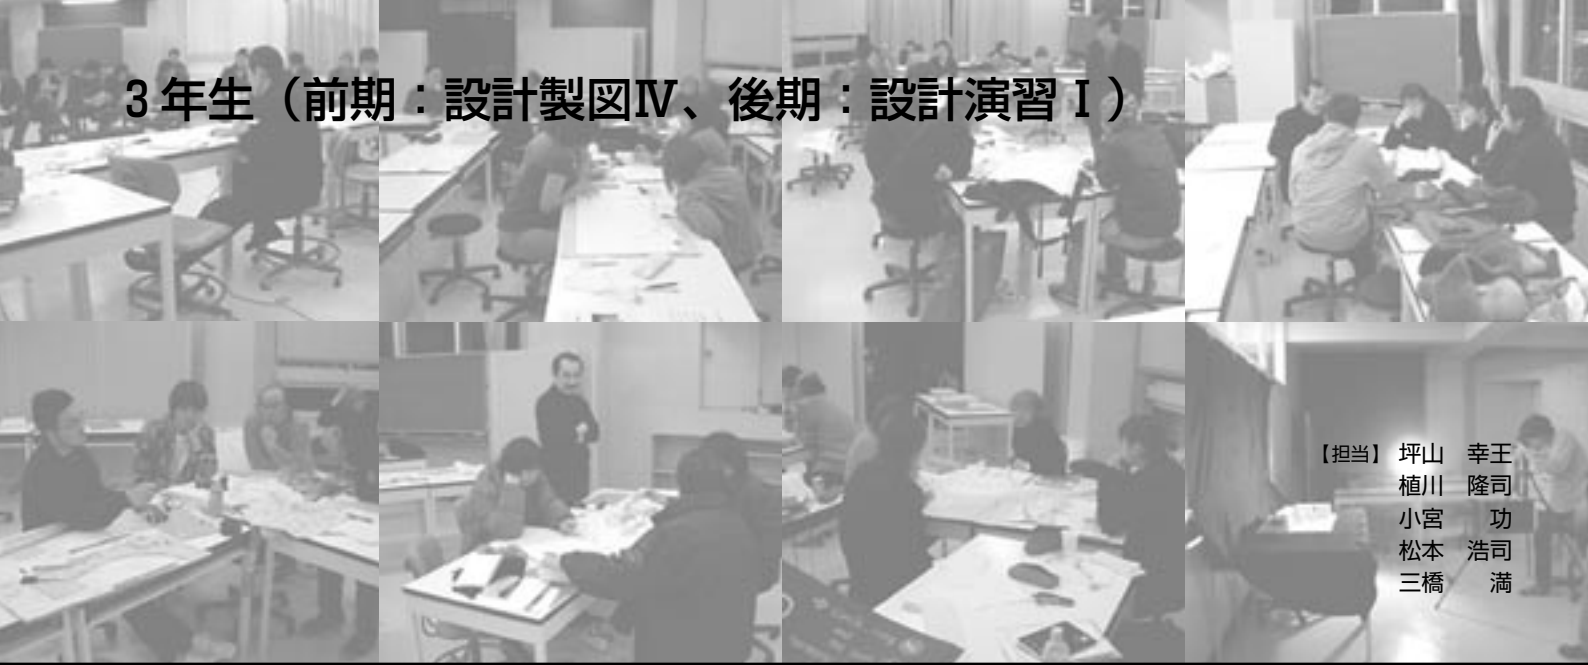 3年生（前期：設計製図Ⅳ、後期：設計演習Ⅰ）
【担当】 坪山　幸王
植川　隆司
小宮　　功
松本　浩司
三橋　　満